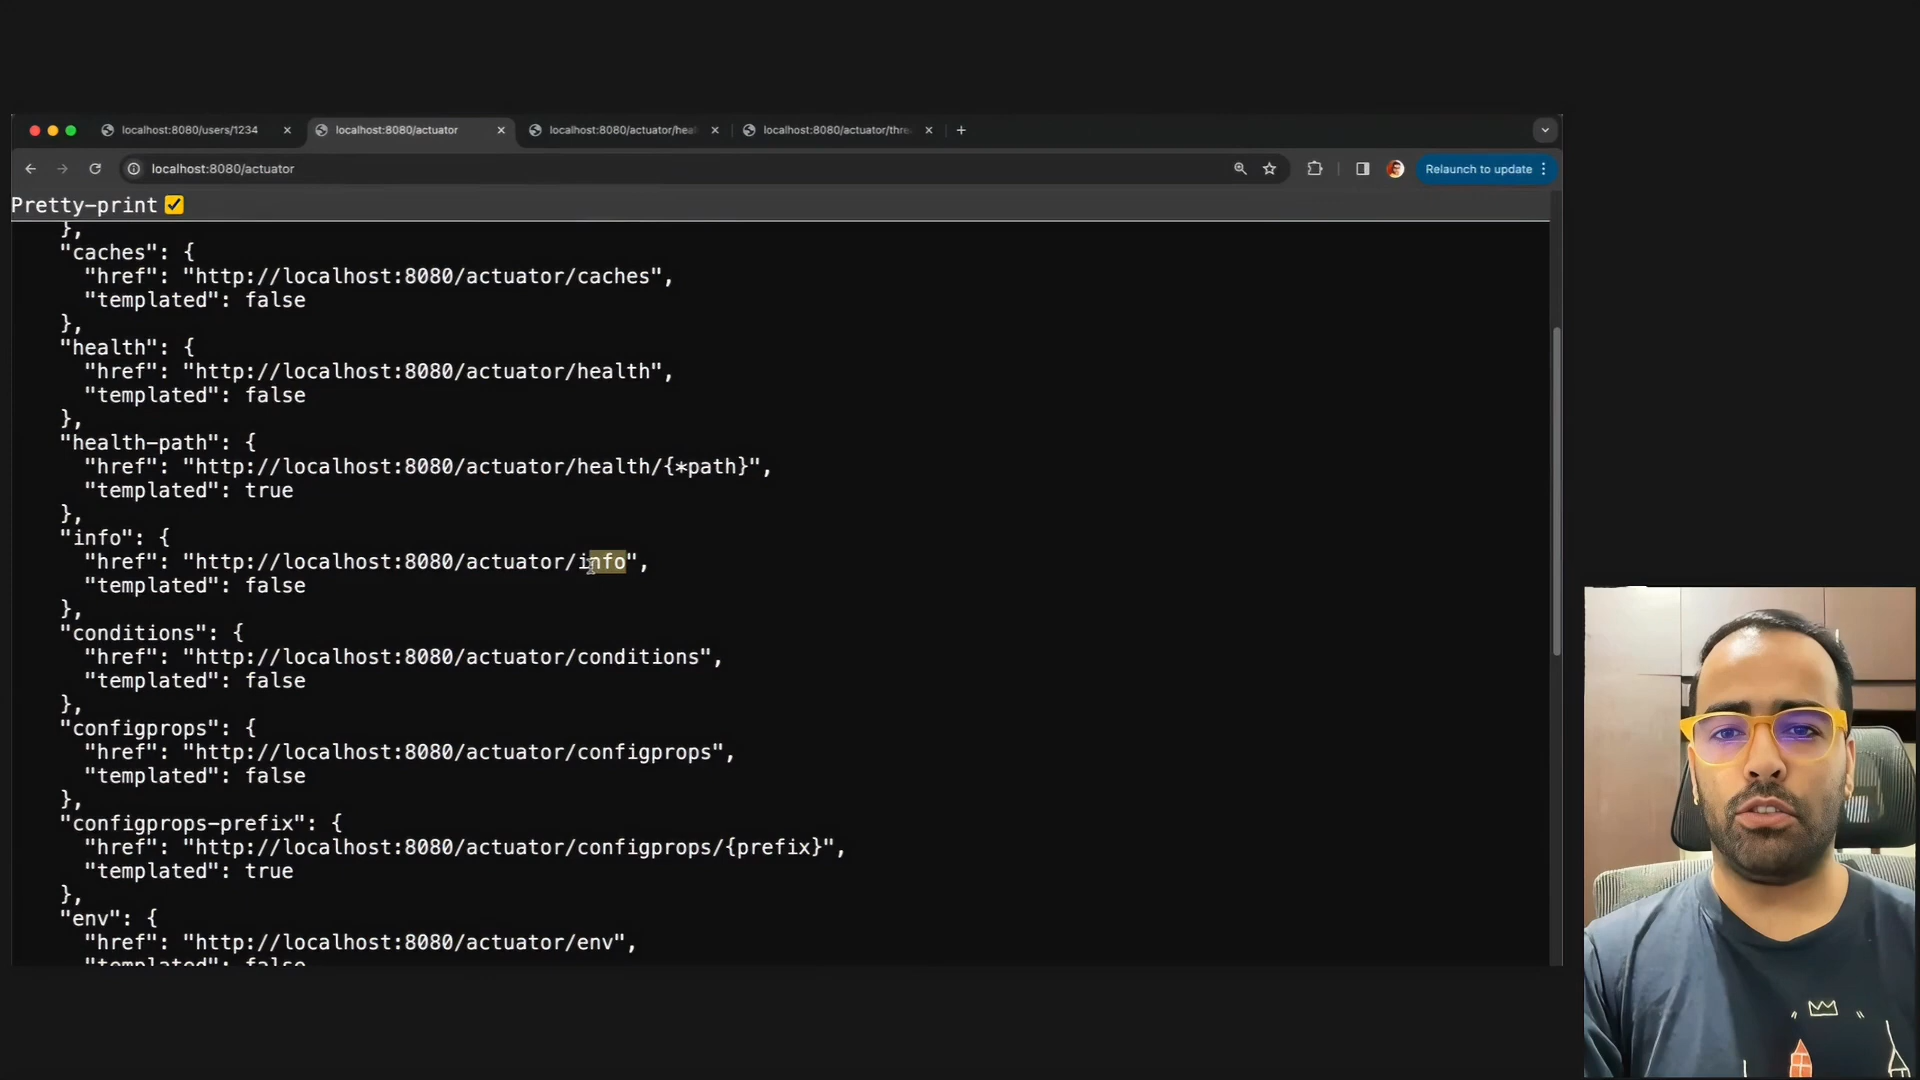 localhost:8080/users/1234
localhost:8080/actuator
localhost:8080/actuator/heal
localhost:8080/actuator/thre
localhost:8080/actuator
Relaunch to update
Pretty-print
},
"caches": {
"href": "http://localhost:8080/actuator/caches",
"templated": false
},
"health": {
"href": "http://localhost:8080/actuator/health",
"templated": false
},
"health-path": {
"href": "http://localhost:8080/actuator/health/{*path}",
"templated": true
},
"info": {
"href": "http://localhost:8080/actuator/info",
"templated": false
},
"conditions": {
"href": "http://localhost:8080/actuator/conditions",
"templated": false
},
"configprops": {
"href": "http://localhost:8080/actuator/configprops",
"templated": false
},
"configprops-prefix": {
"href": "http://localhost:8080/actuator/configprops/{prefix}",
"templated": true
},
"env": {
"href": "http://localhost:8080/actuator/env",
"templated": false